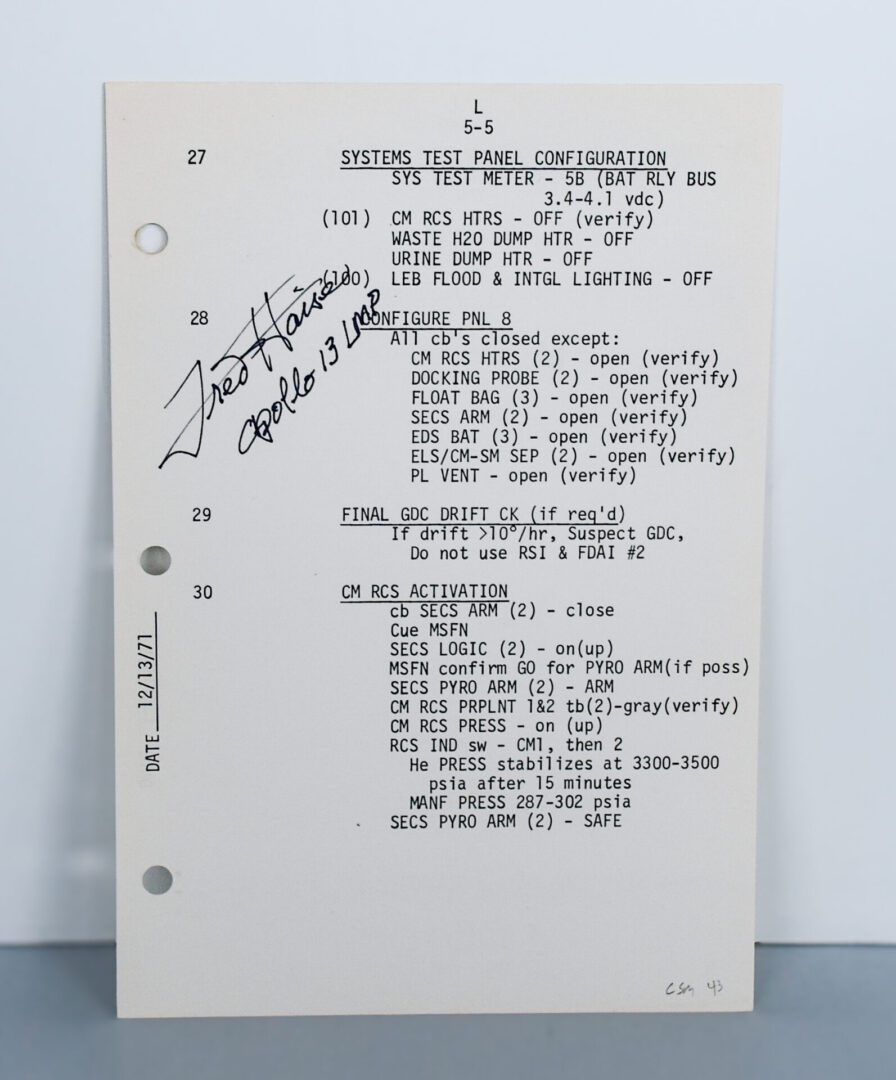 L
5-5
27 SYSTEMS TEST PANEL CONFIGURATION
SYS TEST METER - 5B (BAT RLY BUS
3.4-4.1 vdc)
(101) CM RCS HTRS - OFF (verify)
WASTE H2O DUMP HTR - OFF
URINE DUMP HTR - OFF
(100) LEB FLOOD & INTGL LIGHTING - OFF
28 CONFIGURE PNL 8
All cb's closed except:
CM RCS HTRS (2) - open (verify)
DOCKING PROBE (2) - open (verify)
FLOAT BAG (3) - open (verify)
SECS ARM (2) - open (verify)
EDS BAT (3) - open (verify)
ELS/CM-SM SEP (2) - open (verify)
PL VENT - open (verify)
Fred Haise
Apollo 13 LMP
29 FINAL GDC DRIFT CK (if req'd)
If drift >10°/hr, Suspect GDC,
Do not use RSI & FDAI #2
30 CM RCS ACTIVATION
cb SECS ARM (2) - close
Cue MSFN
SECS LOGIC (2) - on(up)
MSFN confirm GO for PYRO ARM(if poss)
SECS PYRO ARM (2) - ARM
CM RCS PRPLNT 1&2 tb(2)-gray(verify)
CM RCS PRESS - on (up)
RCS IND sw - CM1, then 2
He PRESS stabilizes at 3300-3500
psia after 15 minutes
MANF PRESS 287-302 psia
SECS PYRO ARM (2) - SAFE
DATE 12/13/71
CSM 43